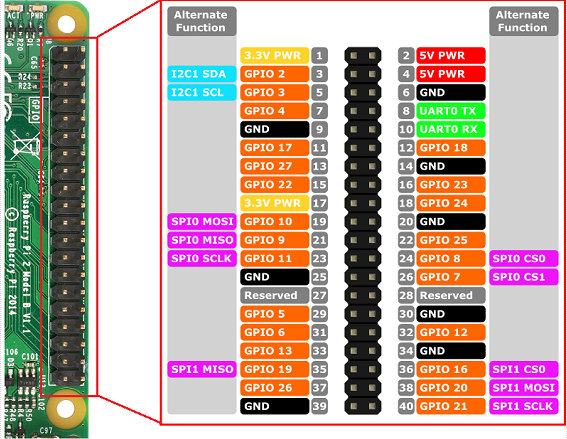 Alternate
Function
Alternate
Function
3.3V PWR 1 2 5V PWR
I2C1 SDA GPIO 2 3 4 5V PWR
I2C1 SCL GPIO 3 5 6 GND
GPIO 4 7 8 UART0 TX
GND 9 10 UART0 RX
GPIO 17 11 12 GPIO 18
GPIO 27 13 14 GND
GPIO 22 15 16 GPIO 23
3.3V PWR 17 18 GPIO 24
SPI0 MOSI GPIO 10 19 20 GND
SPI0 MISO GPIO 9 21 22 GPIO 25
SPI0 SCLK GPIO 11 23 24 GPIO 8 SPI0 CS0
GND 25 26 GPIO 7 SPI0 CS1
Reserved 27 28 Reserved
GPIO 5 29 30 GND
GPIO 6 31 32 GPIO 12
GPIO 13 33 34 GND
SPI1 MISO GPIO 19 35 36 GPIO 16 SPI1 CS0
GPIO 26 37 38 GPIO 20 SPI1 MOSI
GND 39 40 GPIO 21 SPI1 SCLK
ACT PWR
R20
C65
R24
R23
GPIO
Raspberry Pi 2 Model B V1.1
© Raspberry Pi 2014
C101
C97